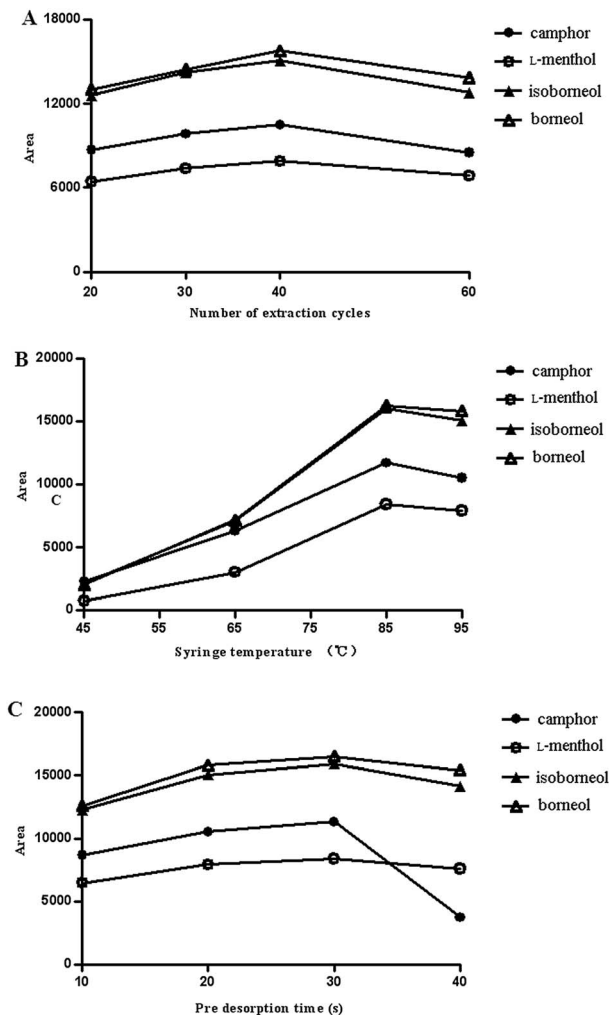 A
18000
12000
6000
0
Area
20
30
40
60
Number of extraction cycles
camphor
L-menthol
isoborneol
borneol
B
20000
15000
10000
5000
0
Area
C
45
55
65
75
85
95
Syringe temperature (℃)
camphor
L-menthol
isoborneol
borneol
C
20000
15000
10000
5000
0
Area
10
20
30
40
Pre desorption time (s)
camphor
L-menthol
isoborneol
borneol